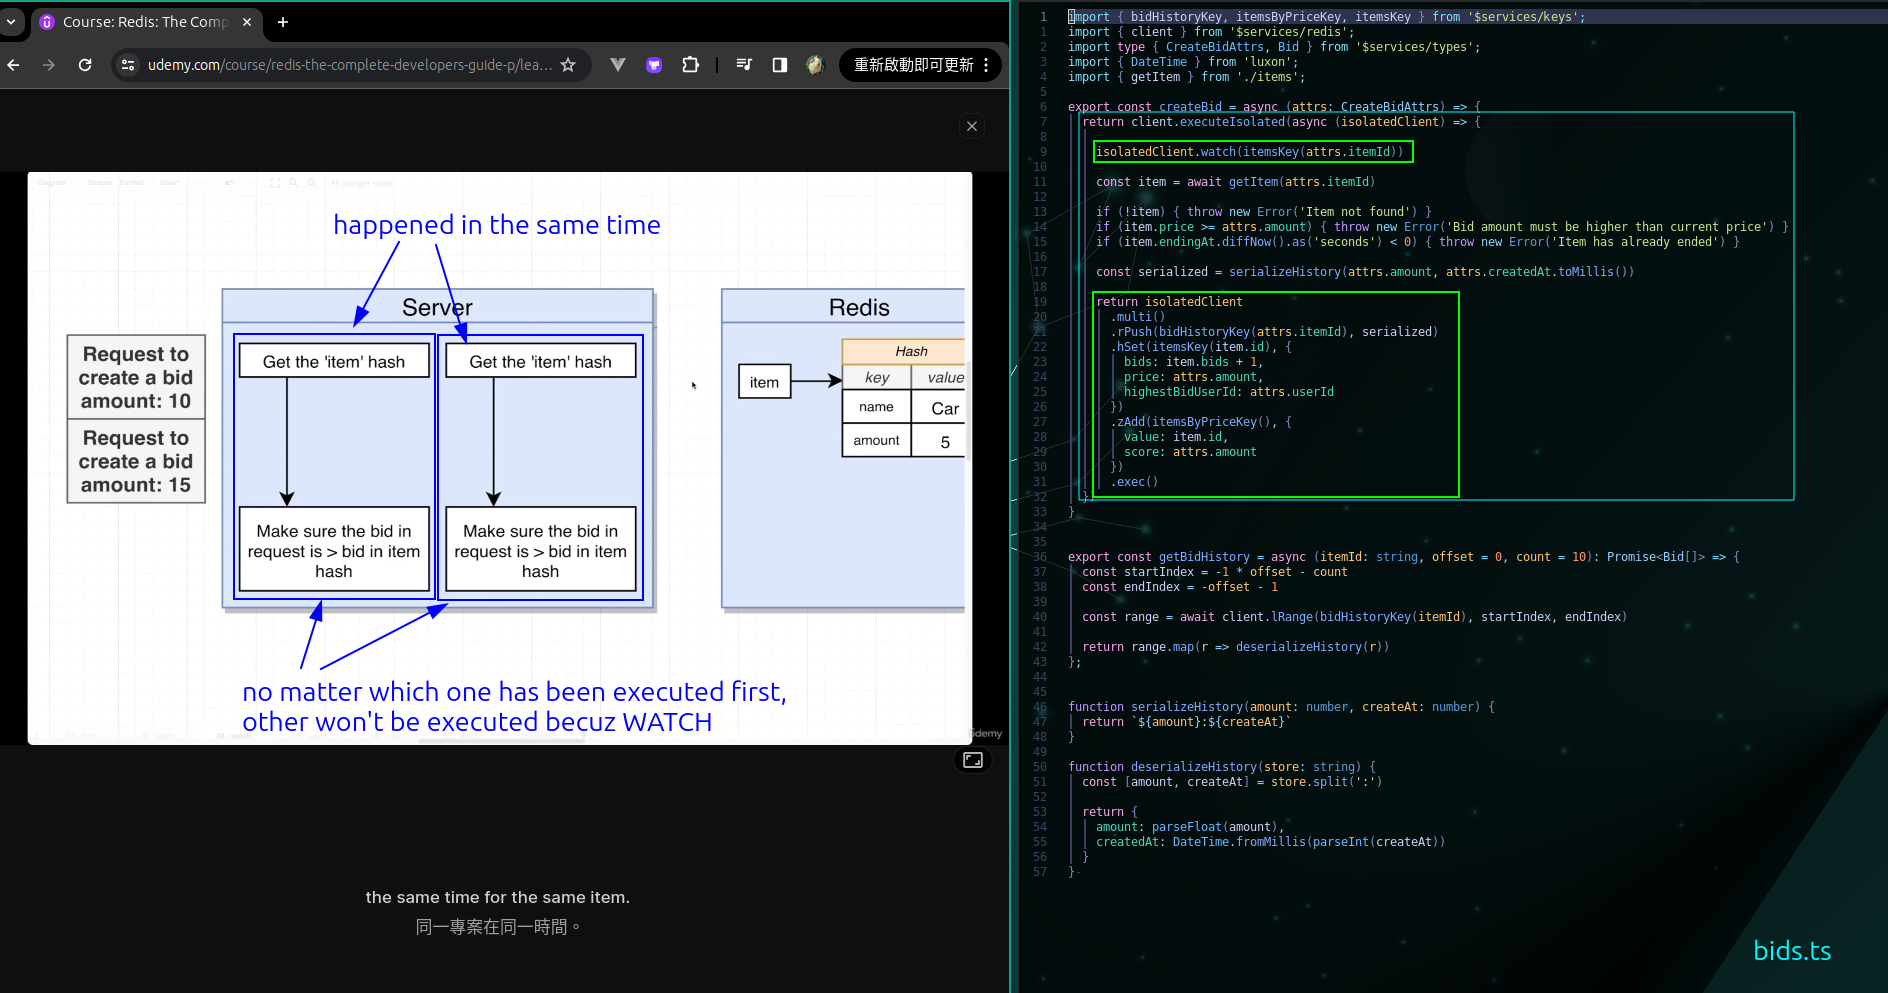 Course: Redis: The Comp
udemy.com/course/redis-the-complete-developers-guide-p/lea...
重新啟動即可更新
Diagram
Shapes
Format
Insert
All changes saved
happened in the same time
Server
Redis
Request to
create a bid
amount: 10
Request to
create a bid
amount: 15
Get the 'item' hash
Get the 'item' hash
Make sure the bid in
request is > bid in item
hash
Make sure the bid in
request is > bid in item
hash
item
Hash
key value
name Car
amount 5
no matter which one has been executed first,
other won't be executed becuz WATCH
Udemy
the same time for the same item.
同一專案在同一時間。
1 import { bidHistoryKey, itemsByPriceKey, itemsKey } from '$services/keys';
1 import { client } from '$services/redis';
2 import type { CreateBidAttrs, Bid } from '$services/types';
3 import { DateTime } from 'luxon';
4 import { getItem } from './items';
5
6 export const createBid = async (attrs: CreateBidAttrs) => {
7 return client.executeIsolated(async (isolatedClient) => {
8
9 isolatedClient.watch(itemsKey(attrs.itemId))
10
11 const item = await getItem(attrs.itemId)
12
13 if (!item) { throw new Error('Item not found') }
14 if (item.price >= attrs.amount) { throw new Error('Bid amount must be higher than current price') }
15 if (item.endingAt.diffNow().as('seconds') < 0) { throw new Error('Item has already ended') }
16
17 const serialized = serializeHistory(attrs.amount, attrs.createdAt.toMillis())
18
19 return isolatedClient
20 .multi()
21 .rPush(bidHistoryKey(attrs.itemId), serialized)
22 .hSet(itemsKey(item.id), {
23 bids: item.bids + 1,
24 price: attrs.amount,
25 highestBidUserId: attrs.userId
26 })
27 .zAdd(itemsByPriceKey(), {
28 value: item.id,
29 score: attrs.amount
30 })
31 .exec()
32 })
33 }
34
35
36 export const getBidHistory = async (itemId: string, offset = 0, count = 10): Promise<Bid[]> => {
37 const startIndex = -1 * offset - count
38 const endIndex = -offset - 1
39
40 const range = await client.lRange(bidHistoryKey(itemId), startIndex, endIndex)
41
42 return range.map(r => deserializeHistory(r))
43 };
44
45
46 function serializeHistory(amount: number, createAt: number) {
47 return `${amount}:${createAt}`
48 }
49
50 function deserializeHistory(store: string) {
51 const [amount, createAt] = store.split(':')
52
53 return {
54 amount: parseFloat(amount),
55 createdAt: DateTime.fromMillis(parseInt(createAt))
56 }
57 }
bids.ts